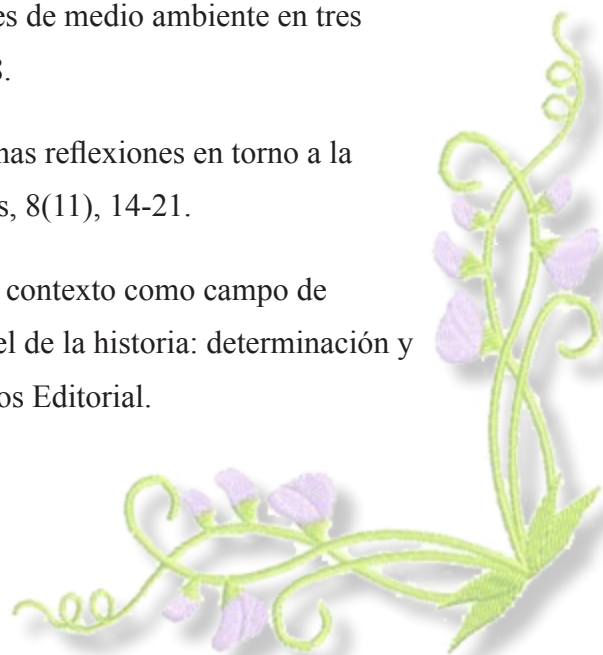 es de medio ambiente en tres
nas reflexiones en torno a la
s, 8(11), 14-21.
contexto como campo de
el de la historia: determinación y
os Editorial.